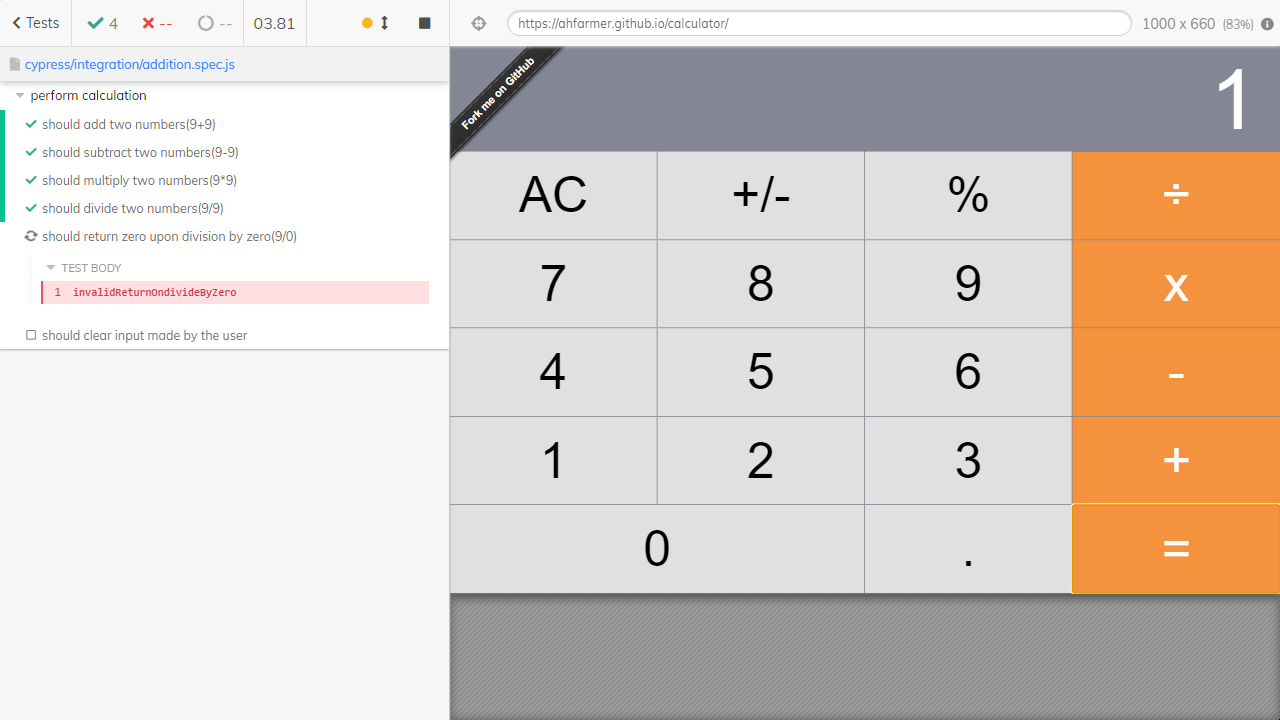 Tests 4 -- -- 03.81
https://ahfarmer.github.io/calculator/ 1000 x 660 (83%)
cypress/integration/addition.spec.js
perform calculation
should add two numbers(9+9)
should subtract two numbers(9-9)
should multiply two numbers(9*9)
should divide two numbers(9/9)
should return zero upon division by zero(9/0)
TEST BODY
1 invalidReturnOndivideByZero
should clear input made by the user
Fork me on GitHub
1
AC +/- % ÷
7 8 9 x
4 5 6 -
1 2 3 +
0 . =